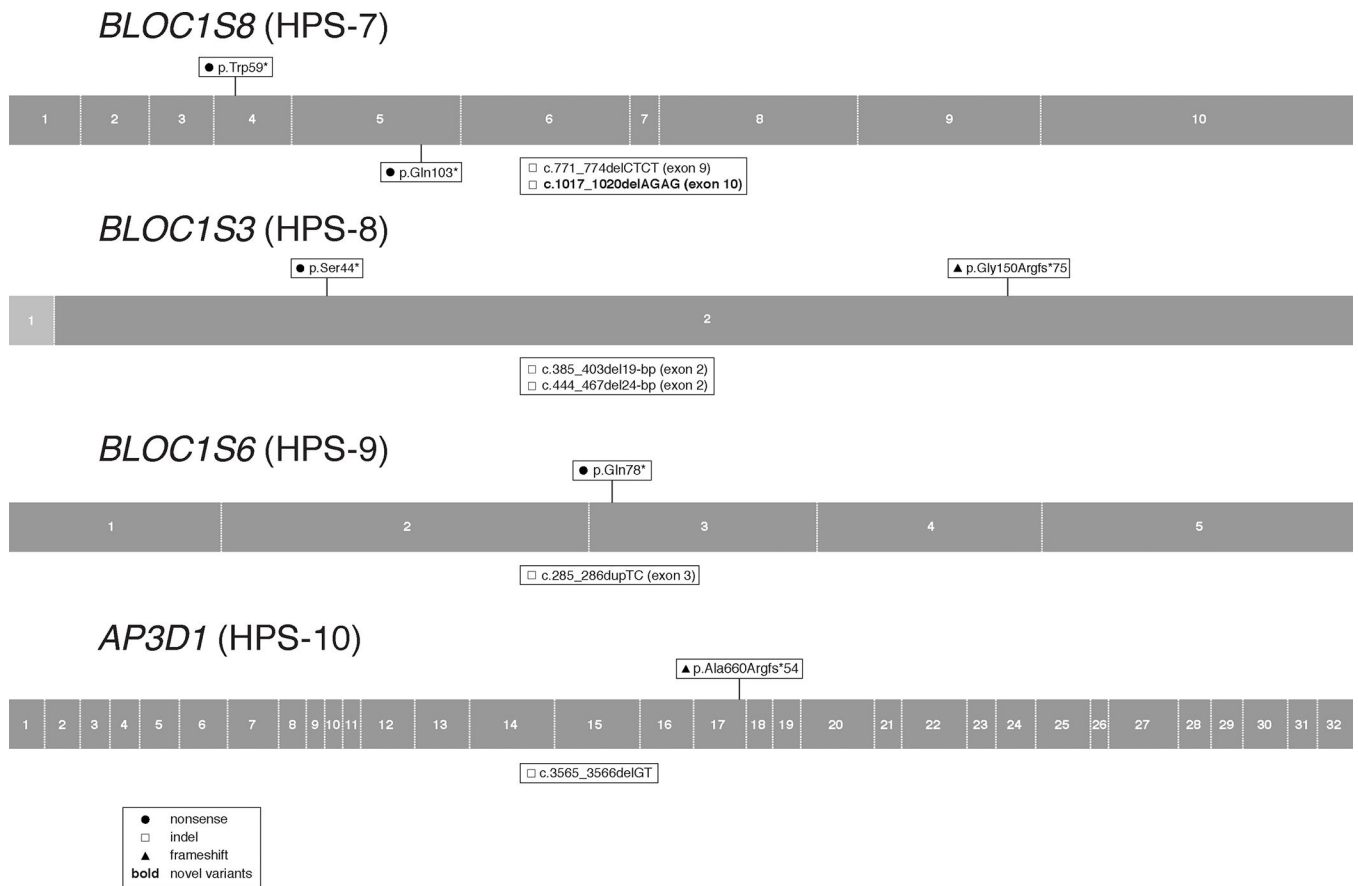 BLOC1S8 (HPS-7)
● p.Trp59*
1 2 3 4 5 6 7 8 9 10
● p.Gln103*
□ c.771_774delCTCT (exon 9)
□ c.1017_1020delAGAG (exon 10)
BLOC1S3 (HPS-8)
● p.Ser44*
▲ p.Gly150Argfs*75
1 2
□ c.385_403del19-bp (exon 2)
□ c.444_467del24-bp (exon 2)
BLOC1S6 (HPS-9)
● p.Gln78*
1 2 3 4 5
□ c.285_286dupTC (exon 3)
AP3D1 (HPS-10)
▲ p.Ala660Argfs*54
1 2 3 4 5 6 7 8 9 10 11 12 13 14 15 16 17 18 19 20 21 22 23 24 25 26 27 28 29 30 31 32
□ c.3565_3566delGT
● nonsense
□ indel
▲ frameshift
bold novel variants